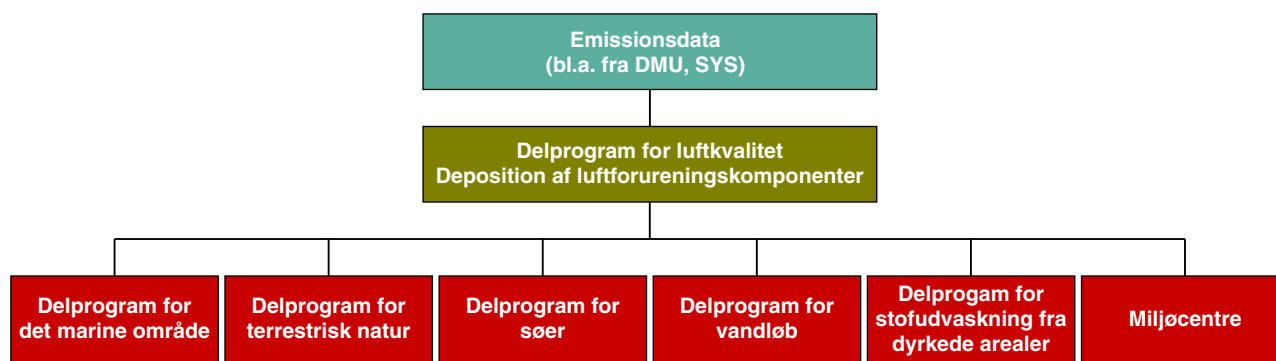 Emissionsdata
(bl.a. fra DMU, SYS)
Delprogram for luftkvalitet
Deposition af luftforureningskomponenter
Delprogram for
det marine område
Delprogram for
terrestrisk natur
Delprogram for
søer
Delprogram for
vandløb
Delprogam for
stofudvaskning fra
dyrkede arealer
Miljøcentre